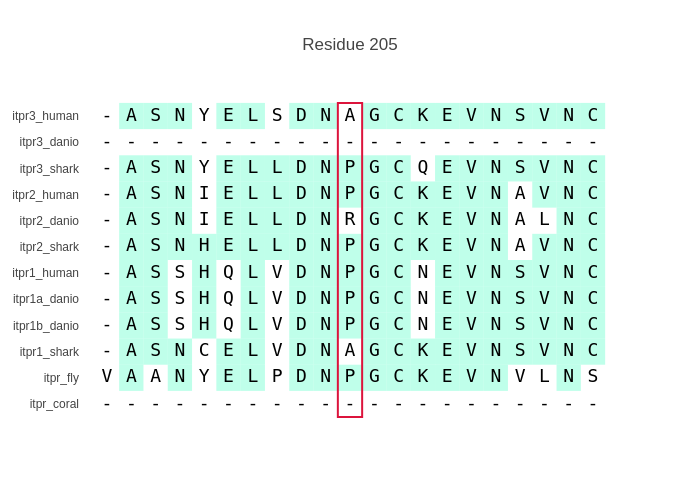 Residue 205
itpr3_human - A S N Y E L S D N A G C K E V N S V N C
itpr3_danio - - - - - - - - - - - - - - - - - - - - -
itpr3_shark - A S N Y E L L D N P G C Q E V N S V N C
itpr2_human - A S N I E L L D N P G C K E V N A V N C
itpr2_danio - A S N I E L L D N R G C K E V N A L N C
itpr2_shark - A S N H E L L D N P G C K E V N A V N C
itpr1_human - A S S H Q L V D N P G C N E V N S V N C
itpr1a_danio - A S S H Q L V D N P G C N E V N S V N C
itpr1b_danio - A S S H Q L V D N P G C N E V N S V N C
itpr1_shark - A S N C E L V D N A G C K E V N S V N C
itpr_fly V A A N Y E L P D N P G C K E V N V L N S
itpr_coral - - - - - - - - - - - - - - - - - - - - -